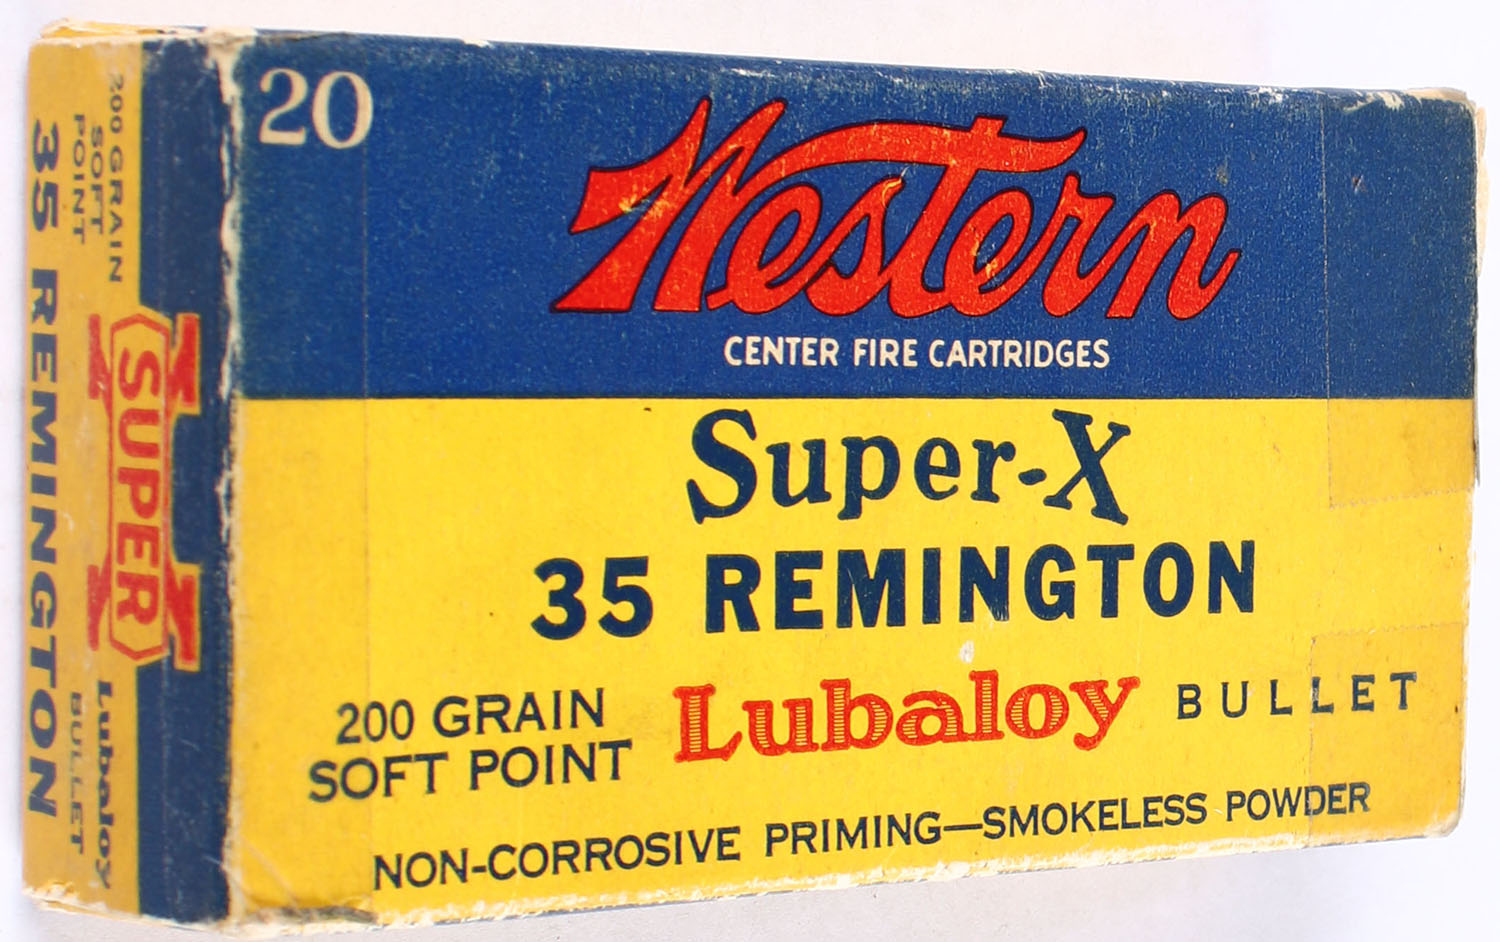 20
Western
CENTER FIRE CARTRIDGES
Super-X
35 REMINGTON
200 GRAIN
SOFT POINT
Lubaloy BULLET
NON-CORROSIVE PRIMING—SMOKELESS POWDER
SUPER X
200 GRAIN
SOFT
POINT
35 REMINGTON
Lubaloy
BULLET